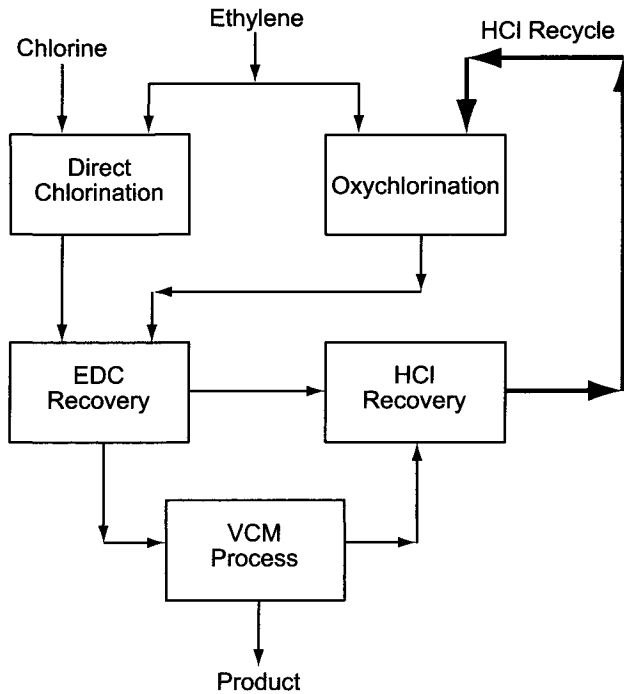 Ethylene
HCl Recycle
Chlorine
Direct
Chlorination
Oxychlorination
EDC
Recovery
HCl
Recovery
VCM
Process
Product